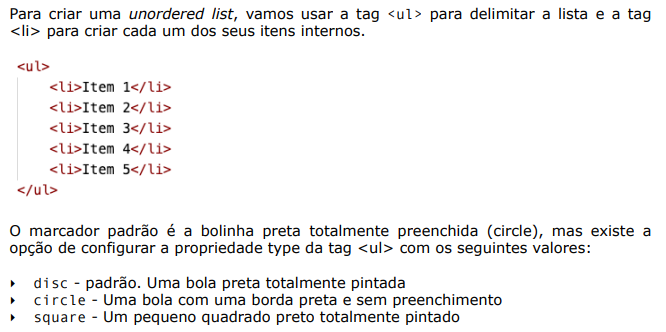 Para criar uma unordered list, vamos usar a tag <ul> para delimitar a lista e a tag
<li> para criar cada um dos seus itens internos.
<ul>
<li>Item 1</li>
<li>Item 2</li>
<li>Item 3</li>
<li>Item 4</li>
<li>Item 5</li>
</ul>
O marcador padrão é a bolinha preta totalmente preenchida (circle), mas existe a
opção de configurar a propriedade type da tag <ul> com os seguintes valores:
disc - padrão. Uma bola preta totalmente pintada
circle - Uma bola com uma borda preta e sem preenchimento
square - Um pequeno quadrado preto totalmente pintado